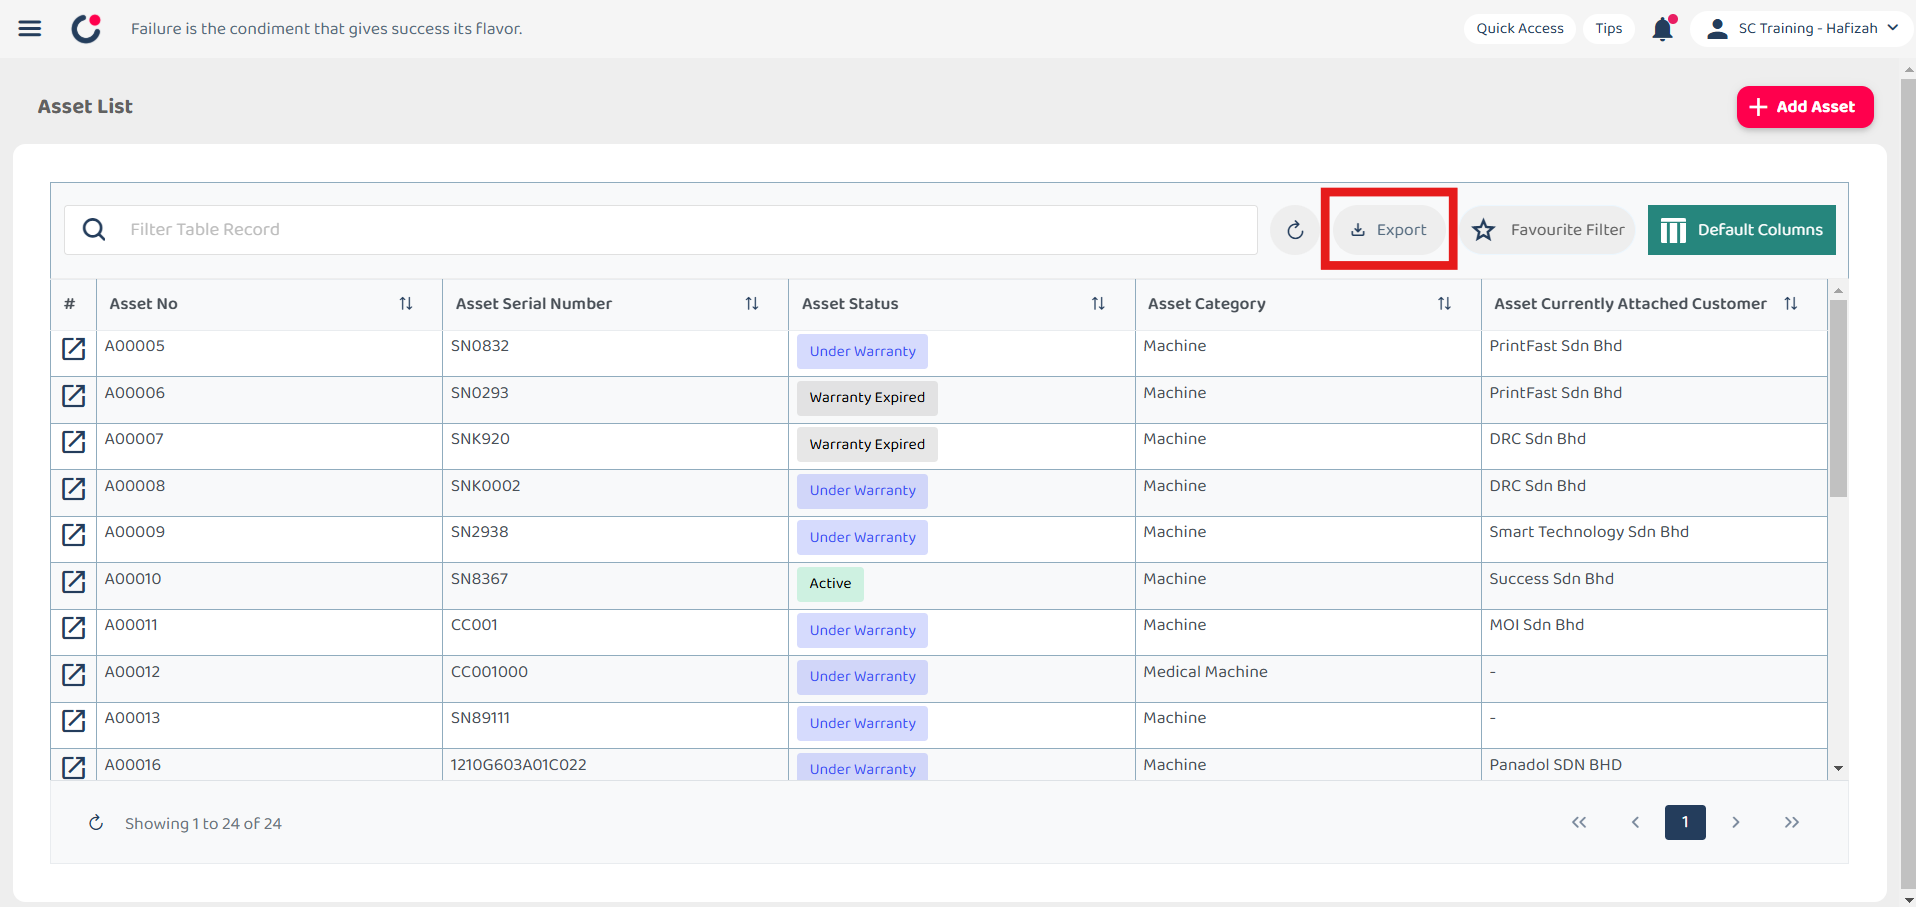 Failure is the condiment that gives success its flavor. Quick Access Tips SC Training - Hafizah
Asset List Add Asset
Filter Table Record Export Favourite Filter Default Columns
# Asset No Asset Serial Number Asset Status Asset Category Asset Currently Attached Customer
A00005 SN0832 Under Warranty Machine PrintFast Sdn Bhd
A00006 SN0293 Warranty Expired Machine PrintFast Sdn Bhd
A00007 SNK920 Warranty Expired Machine DRC Sdn Bhd
A00008 SNK0002 Under Warranty Machine DRC Sdn Bhd
A00009 SN2938 Under Warranty Machine Smart Technology Sdn Bhd
A00010 SN8367 Active Machine Success Sdn Bhd
A00011 CC001 Under Warranty Machine MOI Sdn Bhd
A00012 CC001000 Under Warranty Medical Machine -
A00013 SN89111 Under Warranty Machine -
A00016 1210G603A01C022 Under Warranty Machine Panadol SDN BHD
Showing 1 to 24 of 24 1